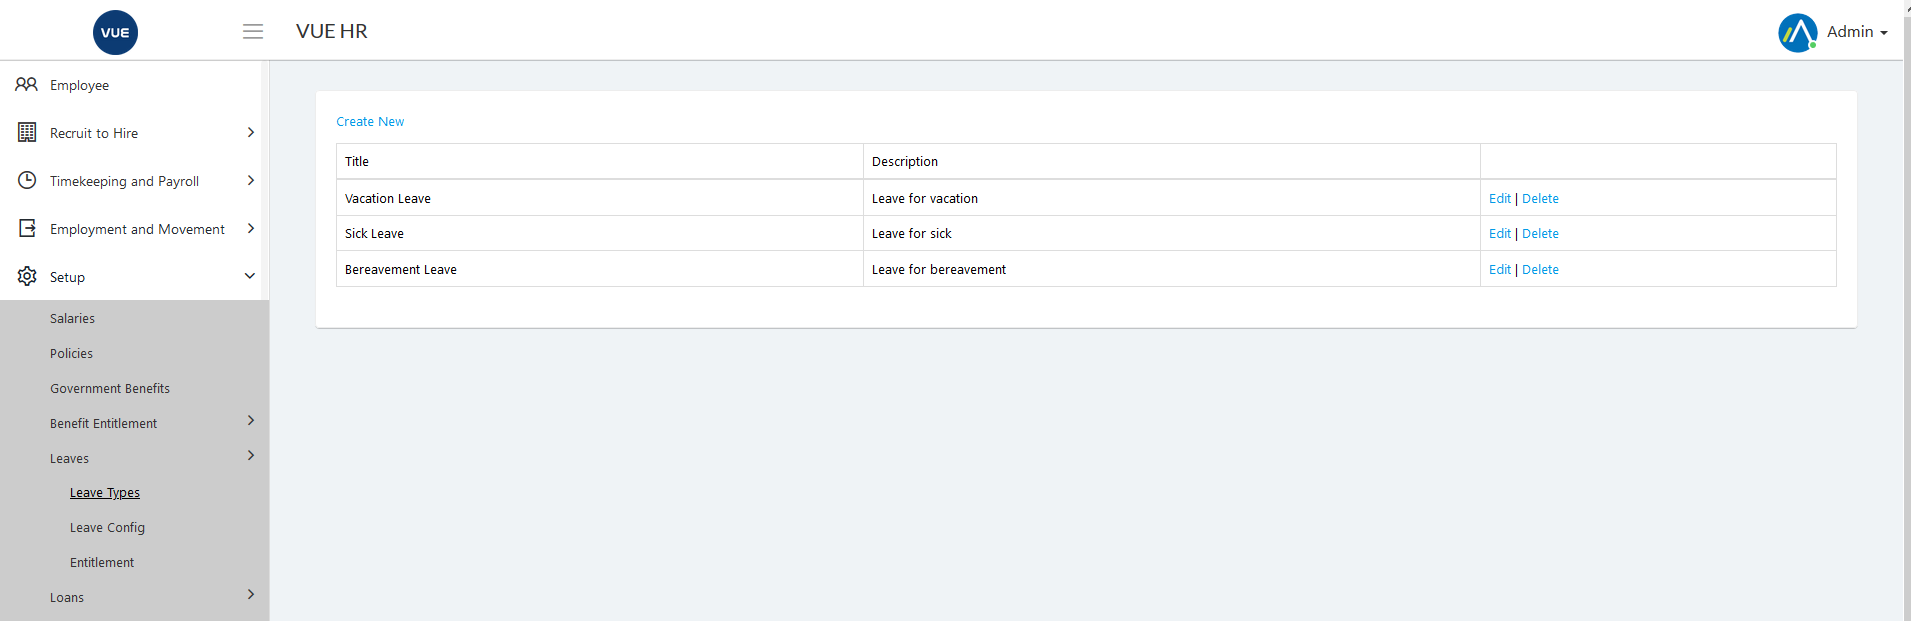 VUE
VUE HR
Admin
Employee
Recruit to Hire
Timekeeping and Payroll
Employment and Movement
Setup
Salaries
Policies
Government Benefits
Benefit Entitlement
Leaves
Leave Types
Leave Config
Entitlement
Loans
Create New
Title Description
Vacation Leave Leave for vacation Edit | Delete
Sick Leave Leave for sick Edit | Delete
Bereavement Leave Leave for bereavement Edit | Delete